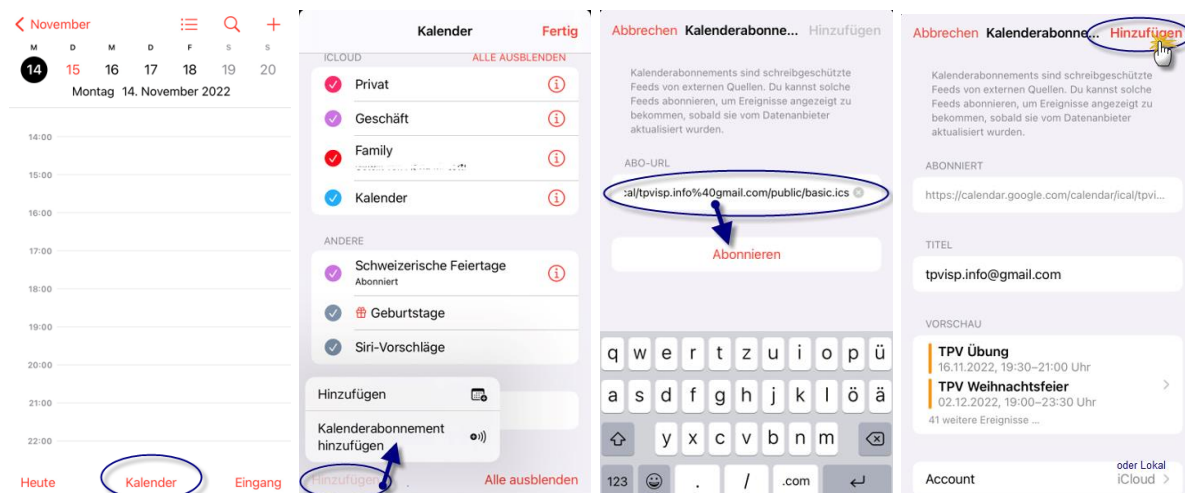 November
M D M D F S S
14 15 16 17 18 19 20
Montag 14. November 2022
14:00
15:00
16:00
17:00
18:00
19:00
20:00
21:00
22:00
Heute Kalender Eingang
Kalender Fertig
ICLOUD ALLE AUSBLENDEN
Privat
Geschäft
Family
Kalender
ANDERE
Schweizerische Feiertage
Abonniert
Geburtstage
Siri-Vorschläge
Hinzufügen
Kalenderabonnement
hinzufügen
Hinzufügen Alle ausblenden
Abbrechen Kalenderabonne... Hinzufügen
Kalenderabonnements sind schreibgeschützte
Feeds von externen Quellen. Du kannst solche
Feeds abonnieren, um Ereignisse angezeigt zu
bekommen, sobald sie vom Datenanbieter
aktualisiert wurden.
ABO-URL
:al/tpvisp.info%40gmail.com/public/basic.ics
Abonnieren
q w e r t z u i o p ü
a s d f g h j k l ö ä
y x c v b n m
123 . / .com
Abbrechen Kalenderabonne... Hinzufügen
Kalenderabonnements sind schreibgeschützte
Feeds von externen Quellen. Du kannst solche
Feeds abonnieren, um Ereignisse angezeigt zu
bekommen, sobald sie vom Datenanbieter
aktualisiert wurden.
ABONNIERT
https://calendar.google.com/calendar/ical/tpvi...
TITEL
tpvisp.info@gmail.com
VORSCHAU
TPV Übung
16.11.2022, 19:30–21:00 Uhr
TPV Weihnachtsfeier
02.12.2022, 19:00–23:30 Uhr
41 weitere Ereignisse ...
oder Lokal
Account iCloud